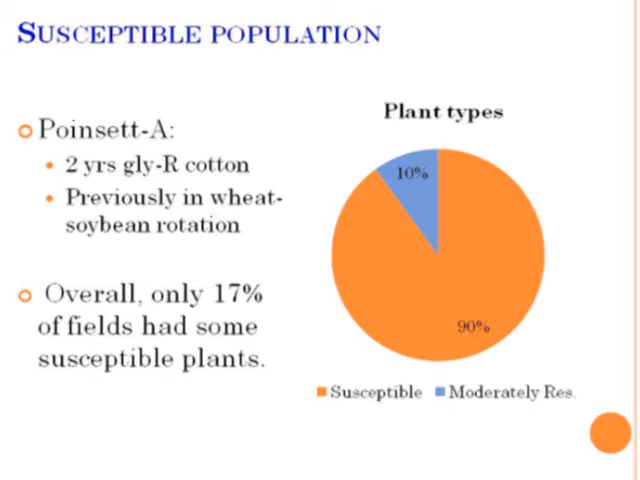 SUSCEPTIBLE POPULATION
Poinsett-A:
2 yrs gly-R cotton
Previously in wheat-
soybean rotation
Overall, only 17%
of fields had some
susceptible plants.
Plant types
10%
90%
Susceptible Moderately Res.